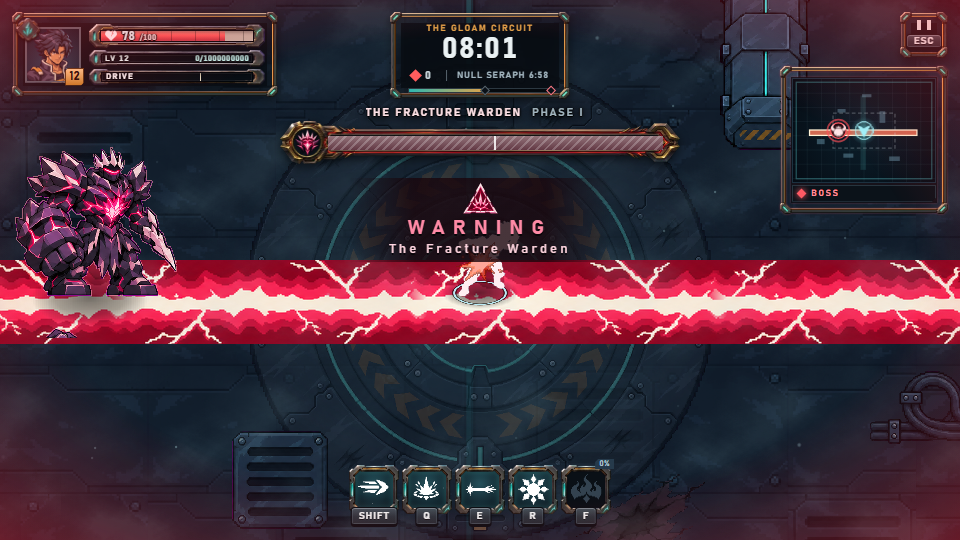 78 /100
LV 12 0/1000000000
DRIVE
12
THE GLOAM CIRCUIT
08:01
0 NULL SERAPH 6:58
ESC
THE FRACTURE WARDEN PHASE I
BOSS
WARNING
The Fracture Warden
0%
SHIFT Q E R F